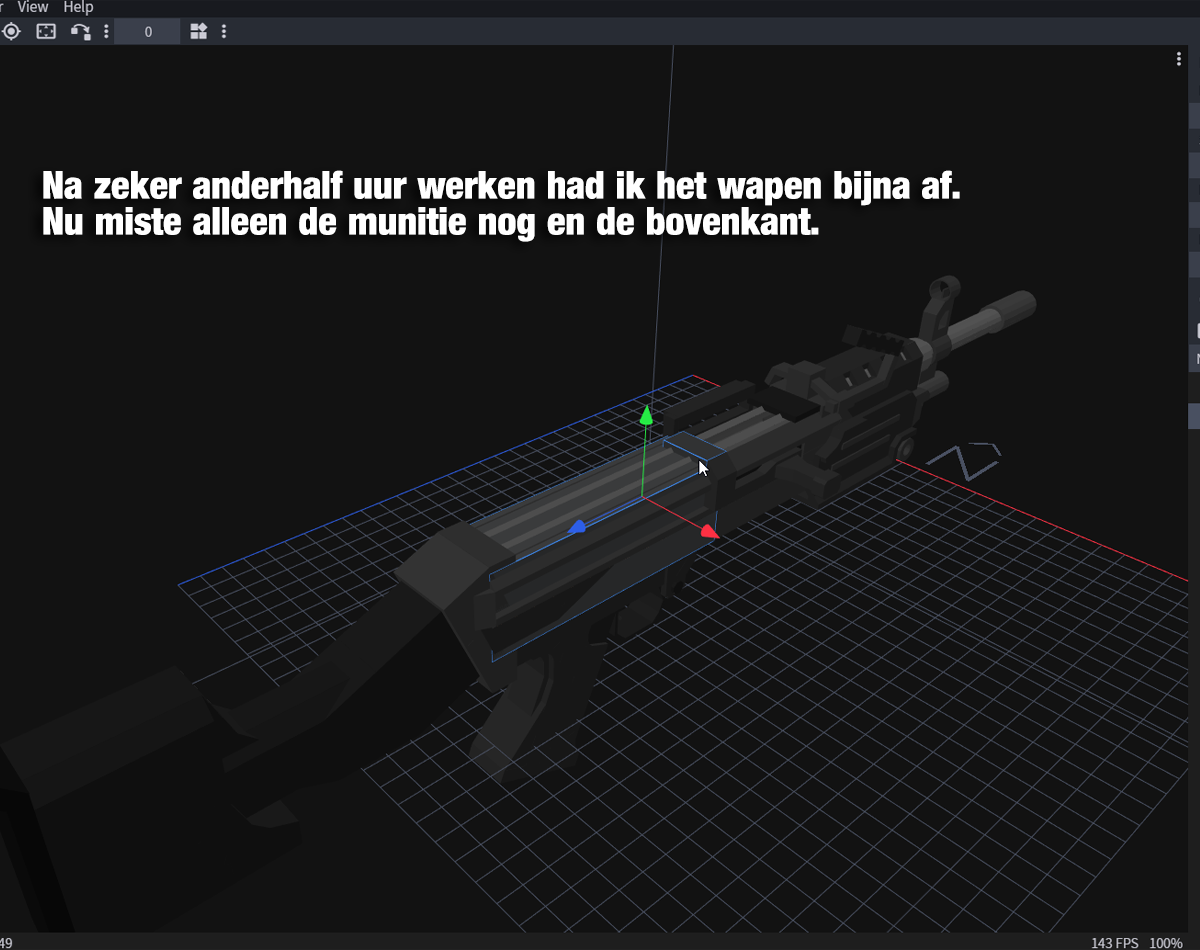 View Help
0
Na zeker anderhalf uur werken had ik het wapen bijna af.
Nu miste alleen de munitie nog en de bovenkant.
49 143 FPS 100%